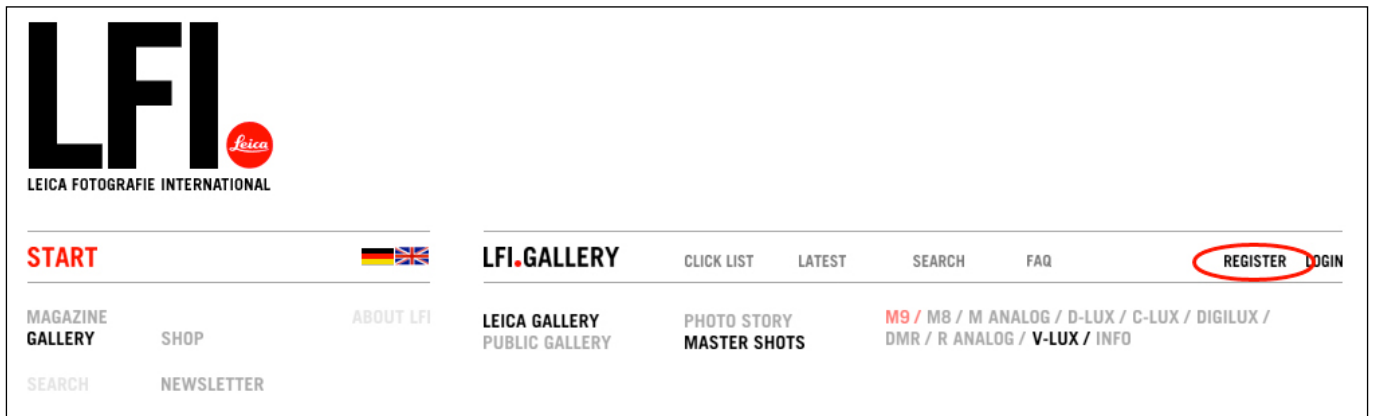 LFI.
Leica
LEICA FOTOGRAFIE INTERNATIONAL
START
MAGAZINE
GALLERY SHOP ABOUT LFI
SEARCH NEWSLETTER
LFI.GALLERY CLICK LIST LATEST SEARCH FAQ REGISTER LOGIN
LEICA GALLERY PHOTO STORY M9 / M8 / M ANALOG / D-LUX / C-LUX / DIGILUX /
PUBLIC GALLERY MASTER SHOTS DMR / R ANALOG / V-LUX / INFO